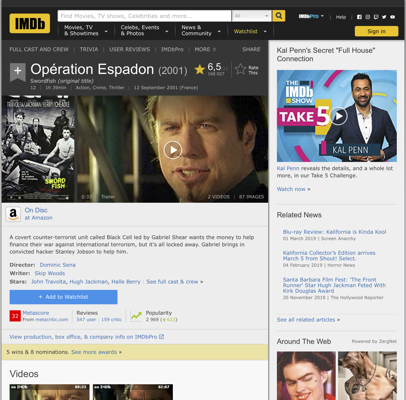 IMDb
Find Movies, TV shows, Celebrities and more...
All
IMDbPro
Help
Movies, TV & Showtimes
Celebs, Events & Photos
News & Community
Watchlist
Sign in
FULL CAST AND CREW | TRIVIA | USER REVIEWS | IMDbPro | MORE
SHARE
Opération Espadon (2001)
6,5
Rate This
Swordfish (original title)
12 | 1h 39min | Action, Crime, Thriller | 12 September 2001 (France)
TRAVOLTA JACKMAN BERRY CHEADLE
SWORD
FISH
0:33 Trailer
2 VIDEOS | 87 IMAGES
On Disc
at Amazon
A covert counter-terrorist unit called Black Cell led by Gabriel Shear wants the money to help
finance their war against international terrorism, but it's all locked away. Gabriel brings in
convicted hacker Stanley Jobson to help him.
Director: Dominic Sena
Writer: Skip Woods
Stars: John Travolta, Hugh Jackman, Halle Berry | See full cast & crew »
+ Add to Watchlist
32
Metascore
From metacritic.com
Reviews
547 user | 159 critic
Popularity
2 969
View production, box office, & company info on IMDbPro
5 wins & 8 nominations. See more awards »
Videos
Kal Penn's Secret "Full House"
Connection
THE
IMDb
SHOW
TAKE 5
KAL PENN
Kal Penn reveals the details, and a whole lot
more, in our Take 5 Challenge.
Watch now »
Related News
Blu-ray Review: Kalifornia is Kinda Kool
01 March 2019 | Screen Anarchy
Kalifornia Collector's Edition arrives
March 5 from Shout! Select.
04 February 2019 | Horror News
Santa Barbara Film Fest: 'The Front
Runner' Star Hugh Jackman Feted With
Kirk Douglas Award
20 November 2018 | The Hollywood Reporter
See all related articles »
Around The Web
Powered by ZergNet